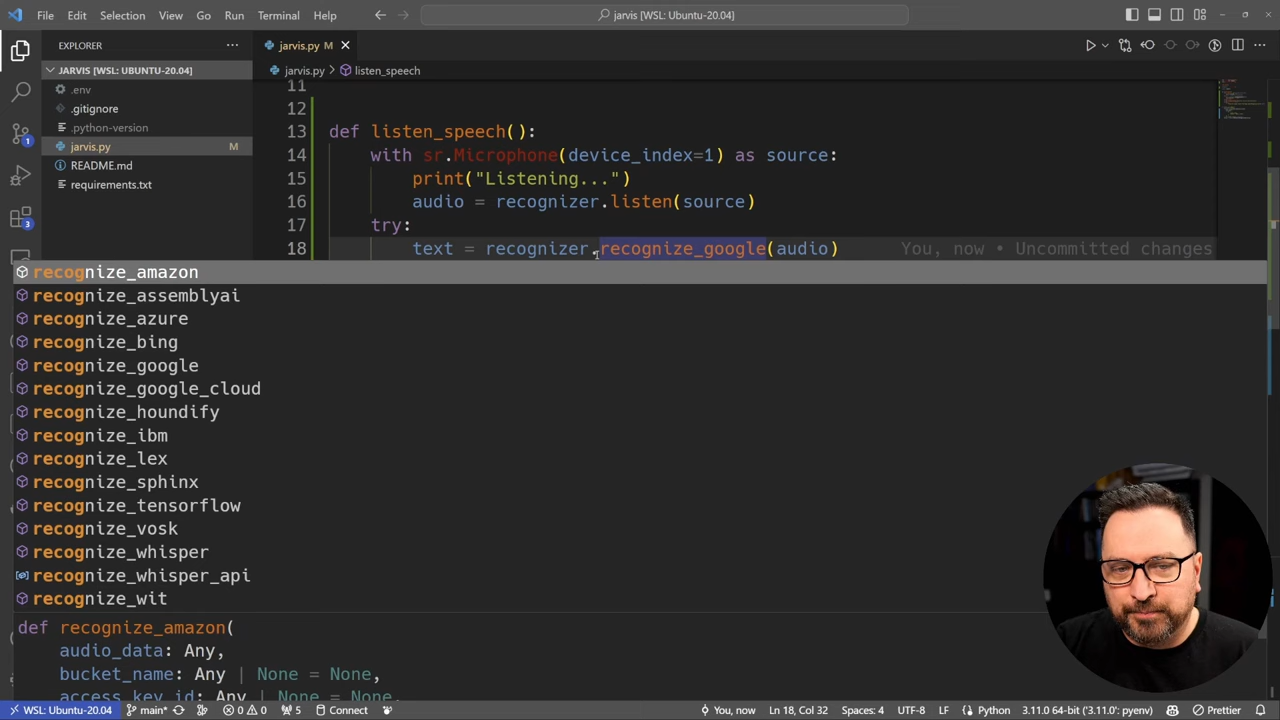 File Edit Selection View Go Run Terminal Help
jarvis [WSL: Ubuntu-20.04]
EXPLORER
jarvis.py M
JARVIS [WSL: UBUNTU-20.04]
jarvis.py > listen_speech
.env
.gitignore
.python-version
jarvis.py M
README.md
requirements.txt
1
3
11
12
13 def listen_speech():
14 with sr.Microphone(device_index=1) as source:
15 print("Listening...")
16 audio = recognizer.listen(source)
17 try:
18 text = recognizer.recognize_google(audio) You, now • Uncommitted changes
recognize_amazon
recognize_assemblyai
recognize_azure
recognize_bing
recognize_google
recognize_google_cloud
recognize_houndify
recognize_ibm
recognize_lex
recognize_sphinx
recognize_tensorflow
recognize_vosk
recognize_whisper
recognize_whisper_api
recognize_wit
def recognize_amazon(
audio_data: Any,
bucket_name: Any | None = None,
access_key_id: Any | None = None,
WSL: Ubuntu-20.04 main* 0 0 5 Connect You, now Ln 18, Col 32 Spaces: 4 UTF-8 LF Python 3.11.0 64-bit ('3.11.0': pyenv) Prettier